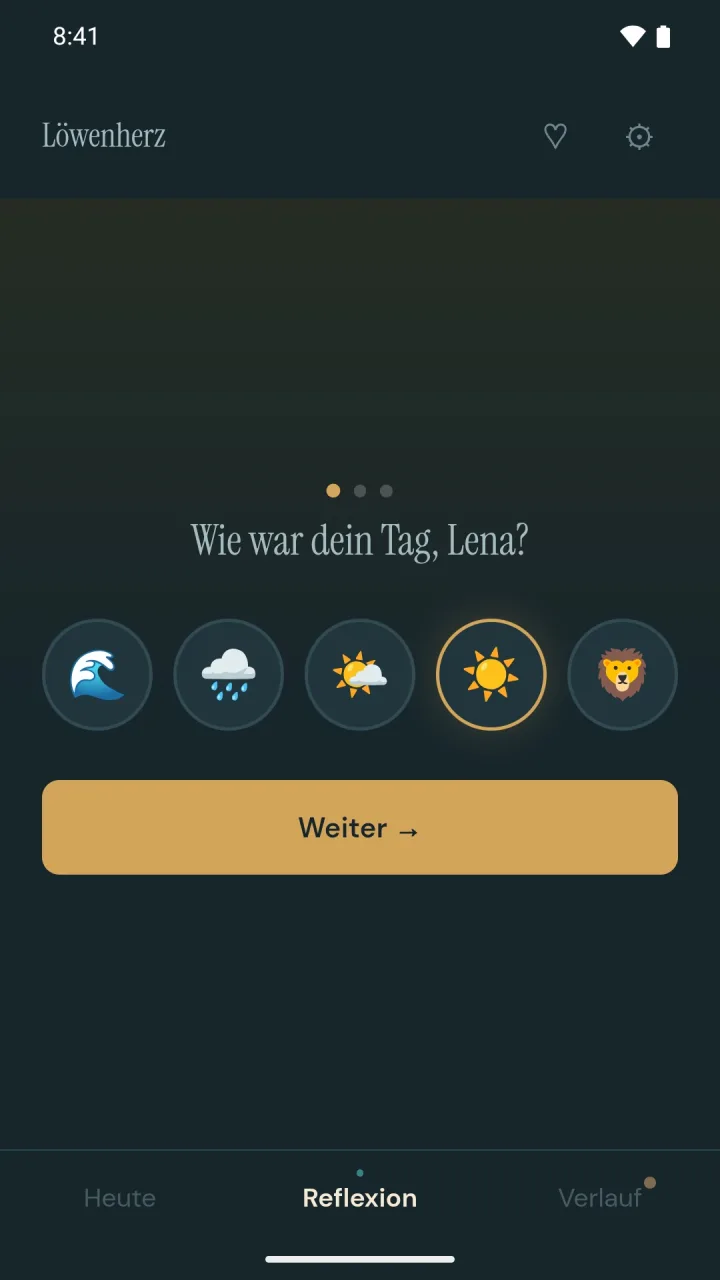 8:41
Löwenherz
Wie war dein Tag, Lena?
Weiter →
Heute
Reflexion
Verlauf